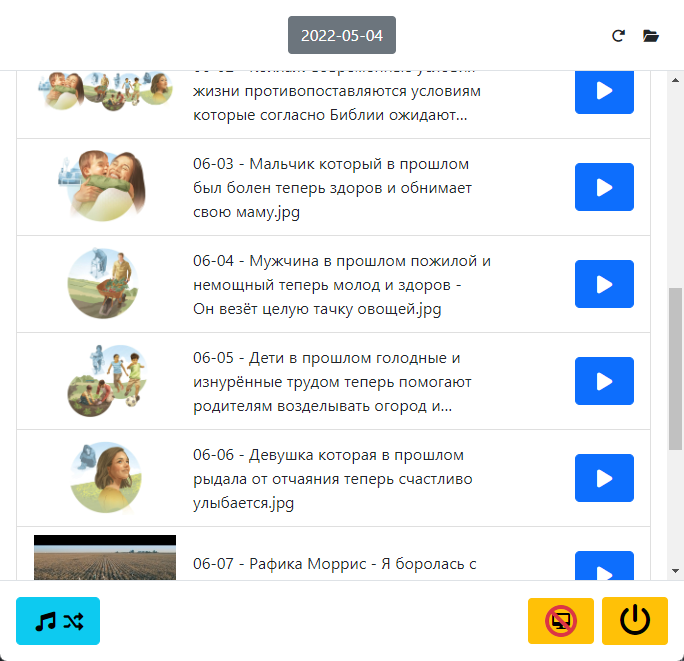 2022-05-04
жизни противопоставляются условиям
которые согласно Библии ожидают...
06-03 - Мальчик который в прошлом
был болен теперь здоров и обнимает
свою маму.jpg
06-04 - Мужчина в прошлом пожилой и
немощный теперь молод и здоров -
Он везёт целую тачку овощей.jpg
06-05 - Дети в прошлом голодные и
изнурённые трудом теперь помогают
родителям возделывать огород и...
06-06 - Девушка которая в прошлом
рыдала от отчаяния теперь счастливо
улыбается.jpg
06-07 - Рафика Моррис - Я боролась с